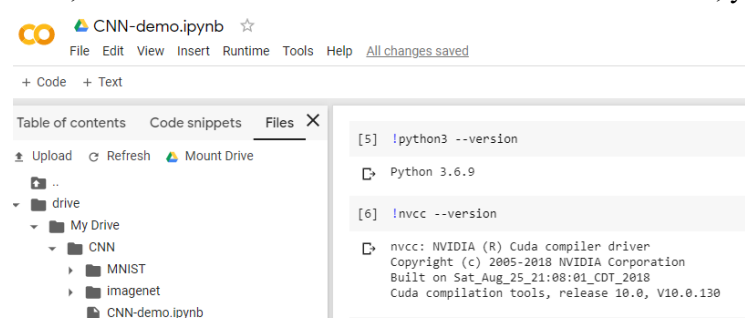 CNN-demo.ipynb
File Edit View Insert Runtime Tools Help All changes saved
+ Code + Text
Table of contents Code snippets Files X
Upload Refresh Mount Drive
..
drive
My Drive
CNN
MNIST
imagenet
CNN-demo.ipynb
[5] !python3 --version
Python 3.6.9
[6] !nvcc --version
nvcc: NVIDIA (R) Cuda compiler driver
Copyright (c) 2005-2018 NVIDIA Corporation
Built on Sat_Aug_25_21:08:01_CDT_2018
Cuda compilation tools, release 10.0, V10.0.130